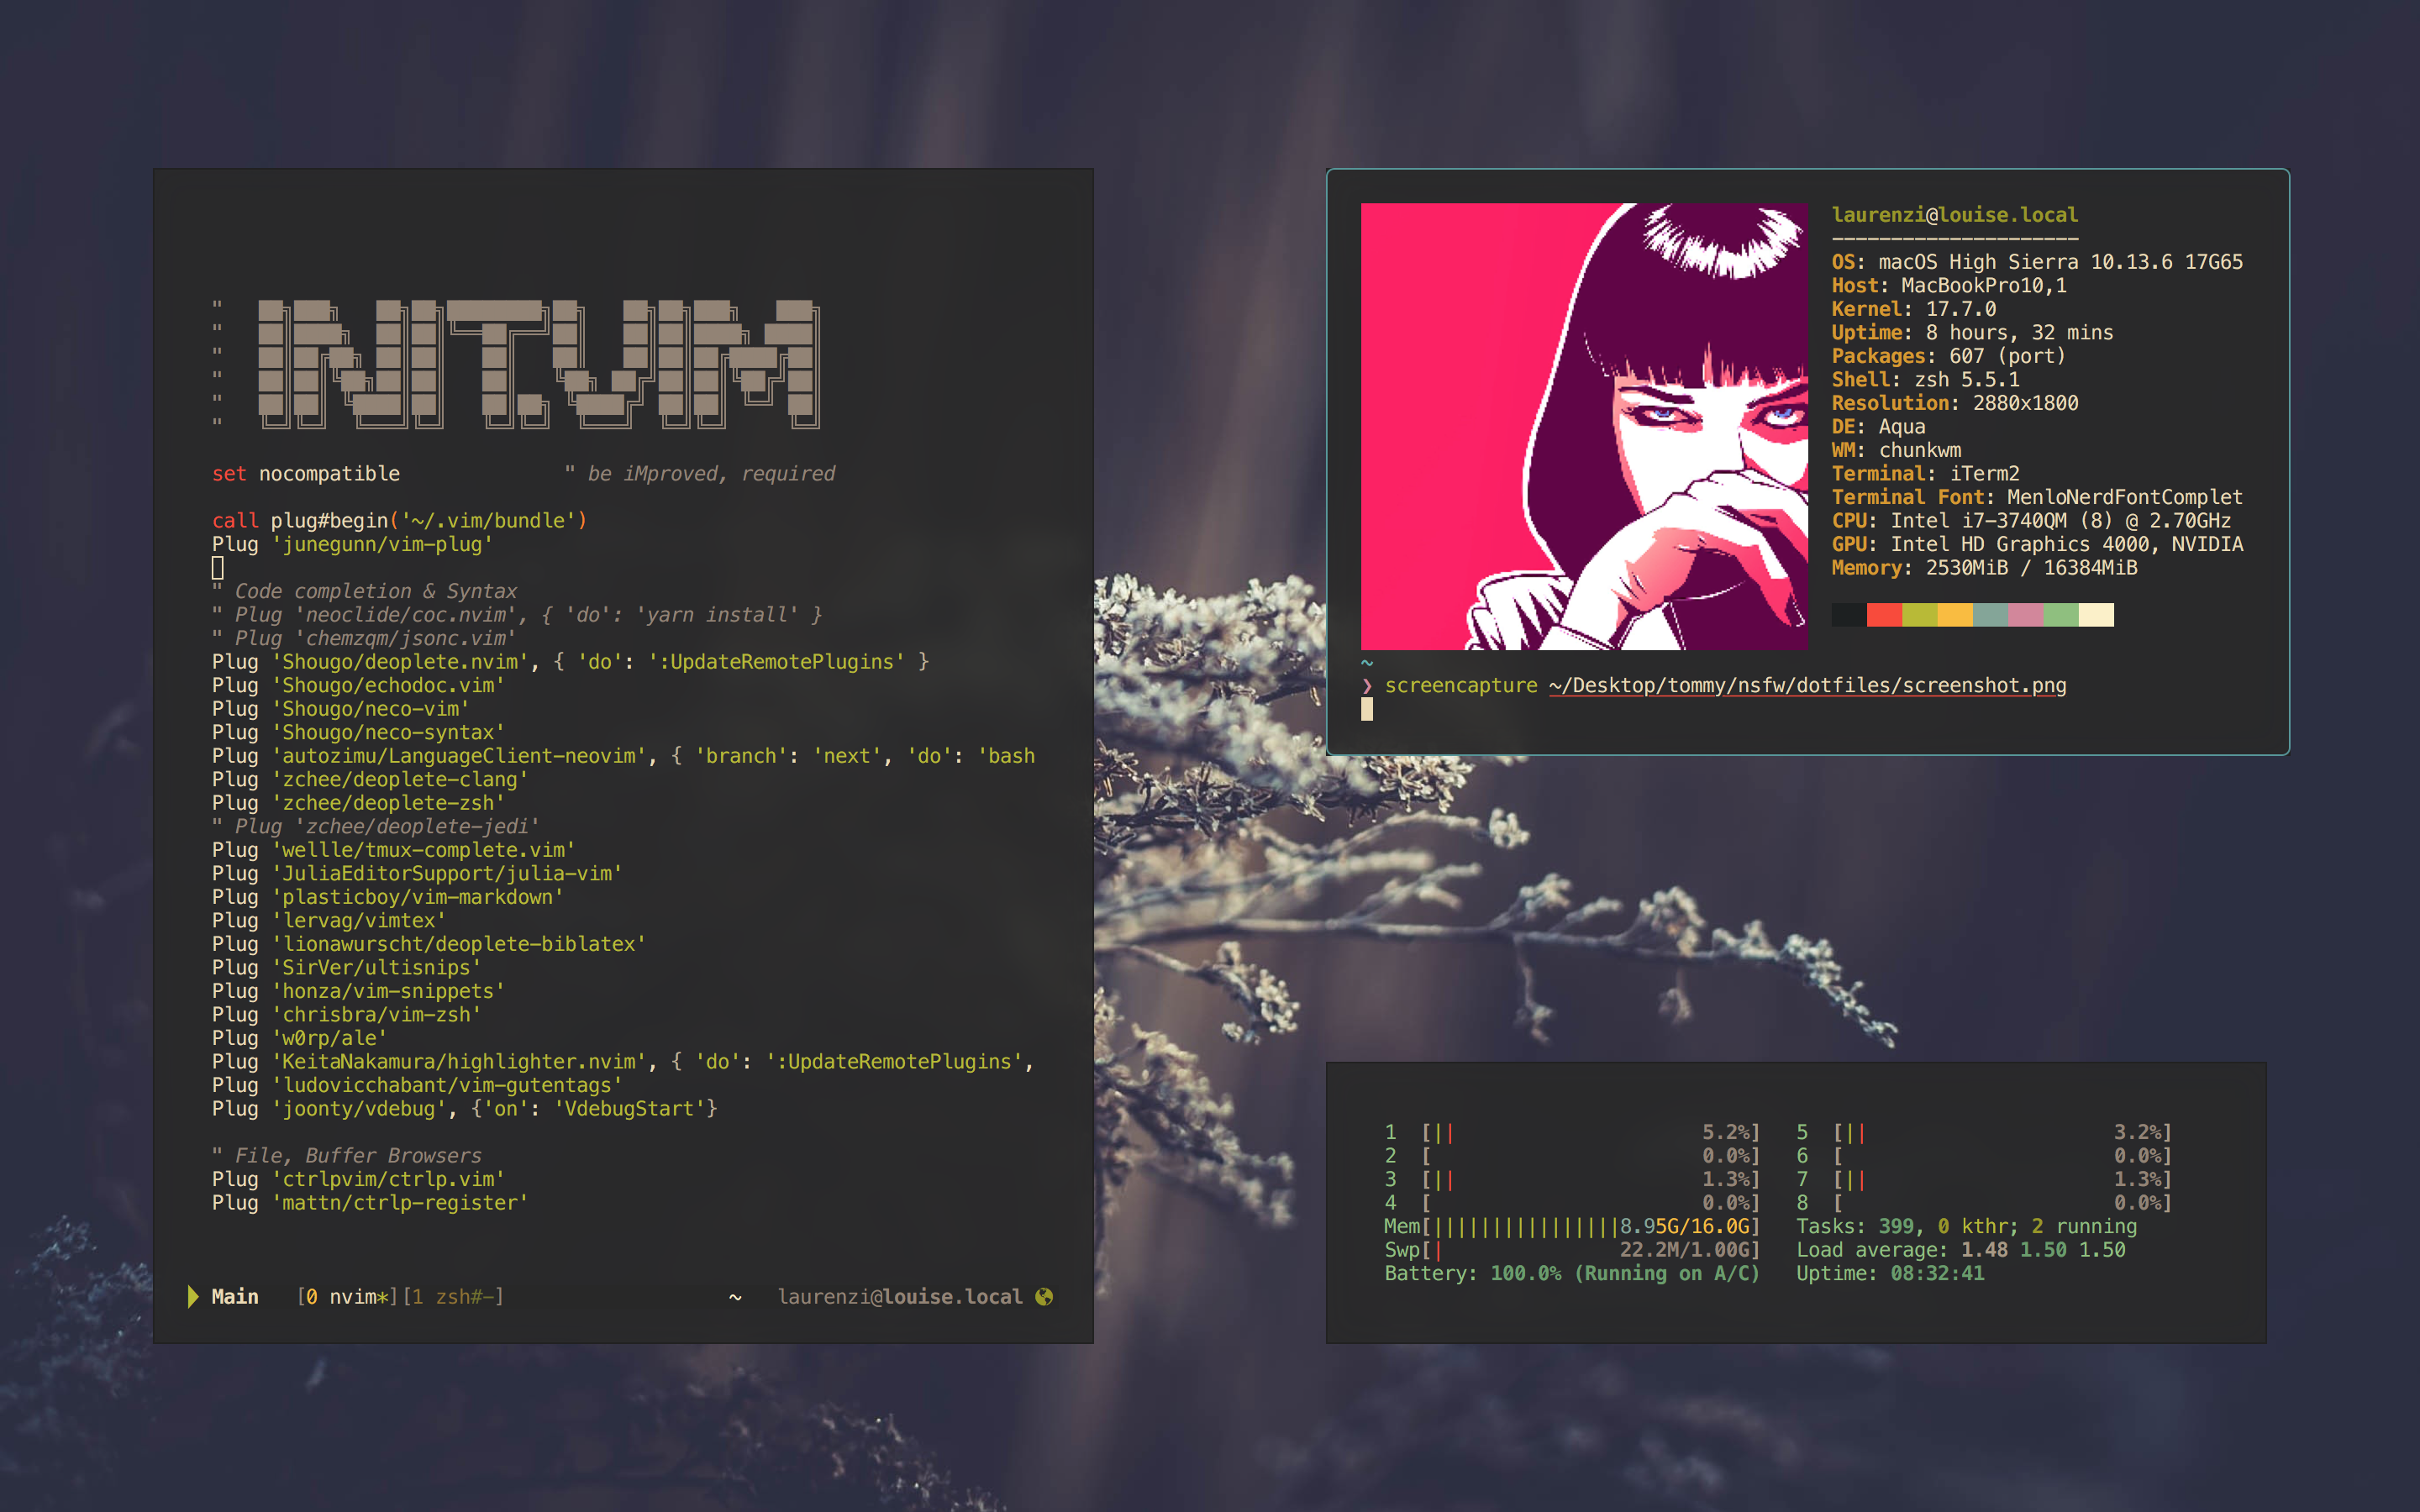 INIT.VIM
set nocompatible " be iMproved, required
call plug#begin('~/.vim/bundle')
Plug 'junegunn/vim-plug'
" Code completion & Syntax
" Plug 'neoclide/coc.nvim', { 'do': 'yarn install' }
" Plug 'chemzqm/jsonc.vim'
Plug 'Shougo/deoplete.nvim', { 'do': ':UpdateRemotePlugins' }
Plug 'Shougo/echodoc.vim'
Plug 'Shougo/neco-vim'
Plug 'Shougo/neco-syntax'
Plug 'autozimu/LanguageClient-neovim', { 'branch': 'next', 'do': 'bash
Plug 'zchee/deoplete-clang'
Plug 'zchee/deoplete-zsh'
" Plug 'zchee/deoplete-jedi'
Plug 'wellle/tmux-complete.vim'
Plug 'JuliaEditorSupport/julia-vim'
Plug 'plasticboy/vim-markdown'
Plug 'lervag/vimtex'
Plug 'lionawurscht/deoplete-biblatex'
Plug 'SirVer/ultisnips'
Plug 'honza/vim-snippets'
Plug 'chrisbra/vim-zsh'
Plug 'w0rp/ale'
Plug 'KeitaNakamura/highlighter.nvim', { 'do': ':UpdateRemotePlugins',
Plug 'ludovicchabant/vim-gutentags'
Plug 'joonty/vdebug', {'on': 'VdebugStart'}
" File, Buffer Browsers
Plug 'ctrlpvim/ctrlp.vim'
Plug 'mattn/ctrlp-register'
Main [0 nvim*][1 zsh#-] ~ laurenzi@louise.local
laurenzi@louise.local
---------------------
OS: macOS High Sierra 10.13.6 17G65
Host: MacBookPro10,1
Kernel: 17.7.0
Uptime: 8 hours, 32 mins
Packages: 607 (port)
Shell: zsh 5.5.1
Resolution: 2880x1800
DE: Aqua
WM: chunkwm
Terminal: iTerm2
Terminal Font: MenloNerdFontComplet
CPU: Intel i7-3740QM (8) @ 2.70GHz
GPU: Intel HD Graphics 4000, NVIDIA
Memory: 2530MiB / 16384MiB
~
❯ screencapture ~/Desktop/tommy/nsfw/dotfiles/screenshot.png
1 [|| 5.2%] 5 [|| 3.2%]
2 [ 0.0%] 6 [ 0.0%]
3 [|| 1.3%] 7 [|| 1.3%]
4 [ 0.0%] 8 [ 0.0%]
Mem[||||||||||||||||8.95G/16.0G] Tasks: 399, 0 kthr; 2 running
Swp[| 22.2M/1.00G] Load average: 1.48 1.50 1.50
Battery: 100.0% (Running on A/C) Uptime: 08:32:41